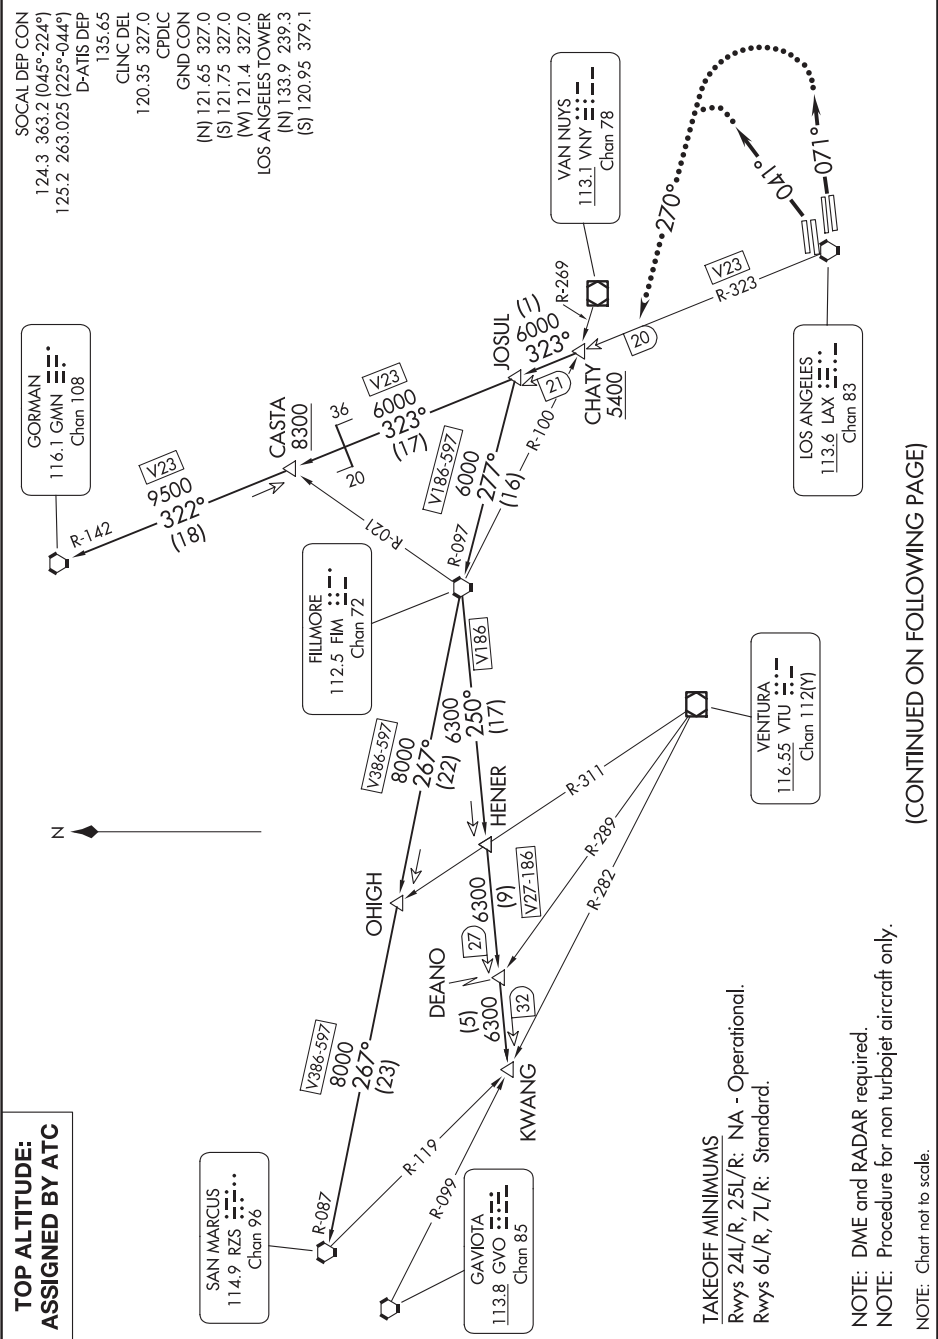 TOP ALTITUDE:
ASSIGNED BY ATC
SOCAL DEP CON
124.3 363.2 (045°-224°)
125.2 263.025 (225°-044°)
D-ATIS DEP
135.65
CLNC DEL
120.35 327.0
CPDLC
GND CON
(N) 121.65 327.0
(S) 121.75 327.0
(W) 121.4 327.0
LOS ANGELES TOWER
(N) 133.9 239.3
(S) 120.95 379.1
GORMAN
116.1 GMN
Chan 108
R-142
V23
9500
322°
(18)
CASTA
8300
36
20
V23
6000
323°
(17)
R-021
JOSUL
(1)
6000
323°
21
CHATY
5400
R-269
VAN NUYS
113.1 VNY
Chan 78
270°
041°
071°
20
V23
R-323
LOS ANGELES
113.6 LAX
Chan 83
V186-597
6000
277°
(16)
R-097
R-100
FILLMORE
112.5 FIM
Chan 72
V186
6300
250°
(17)
V386-597
8000
267°
(22)
N
HENER
OHIGH
R-311
R-289
R-282
VENTURA
116.55 VTU
Chan 112(Y)
6300
(9)
V27-186
27
DEANO
(5)
6300
32
KWANG
V386-597
8000
267°
(23)
SAN MARCUS
114.9 RZS
Chan 96
R-087
R-119
R-099
GAVIOTA
113.8 GVO
Chan 85
TAKEOFF MINIMUMS
Rwys 24L/R, 25L/R: NA - Operational.
Rwys 6L/R, 7L/R: Standard.
NOTE: DME and RADAR required.
NOTE: Procedure for non turbojet aircraft only.
NOTE: Chart not to scale.
(CONTINUED ON FOLLOWING PAGE)